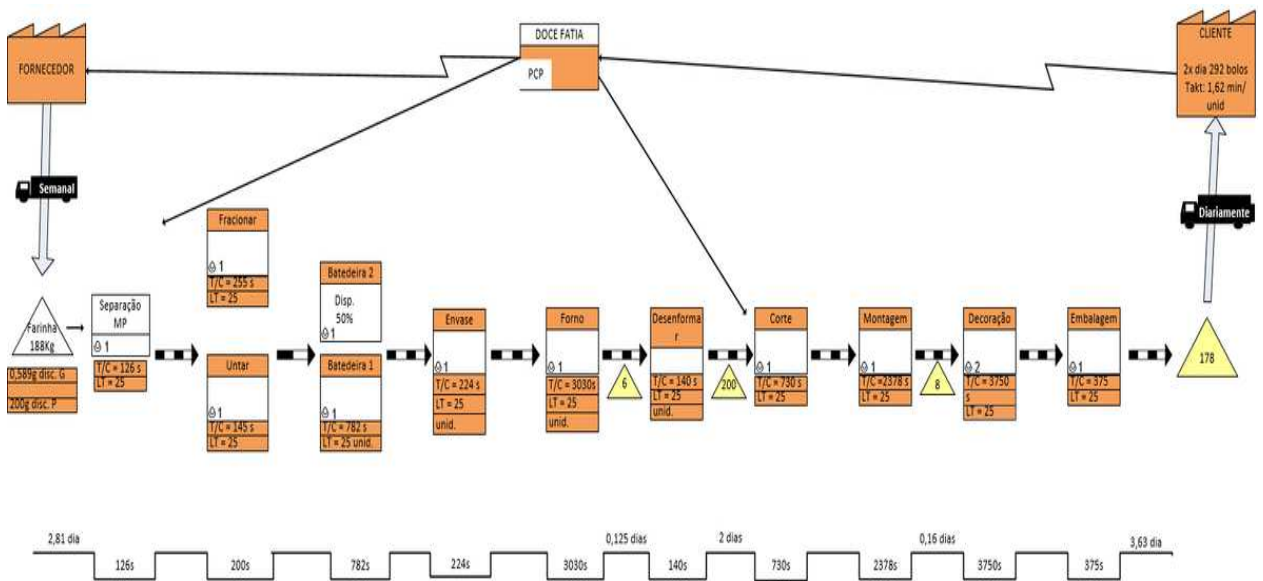 DOCE FATIA
PCP
FORNECEDOR
CLIENTE
2x dia 292 bolos
Takt: 1,62 min/
unid
Semanal
Diariamente
Farinha
188Kg
0,589g disc. G
200g disc. P
Separação
MP
1
T/C = 126 s
LT = 25
Fracionar
1
T/C = 255 s
LT = 25
Untar
1
T/C = 145 s
LT = 25
Batedeira 2
Disp.
50%
1
Batedeira 1
1
T/C = 782 s
LT = 25 unid.
Envase
1
T/C = 224 s
LT = 25
unid.
Forno
1
T/C = 3030s
LT = 25
unid.
6
Desenforma
r
T/C = 140 s
LT = 25
unid.
200
Corte
1
T/C = 730 s
LT = 25
Montagem
1
T/C =2378 s
LT = 25
8
Decoração
2
T/C = 3750
s
LT = 25
Embalagem
1
T/C = 375
LT = 25
178
2,81 dia
126s
200s
782s
224s
3030s
0,125 dias
140s
2 dias
730s
2378s
0,16 dias
3750s
375s
3,63 dia